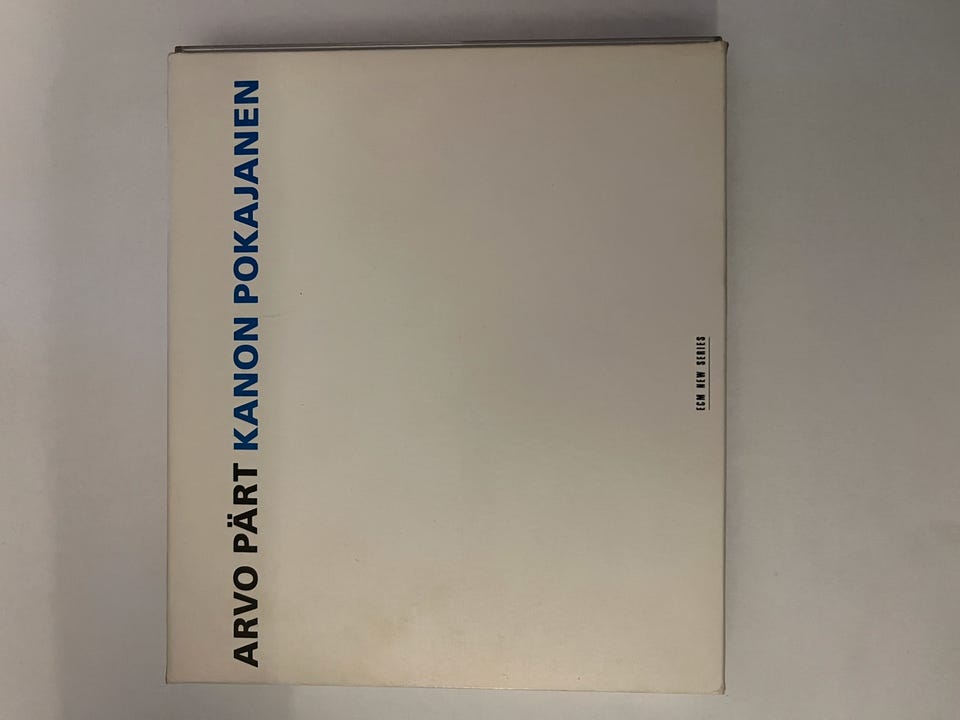 ARVO PÄRT KANON POKAJANEN
ECM NEW SERIES